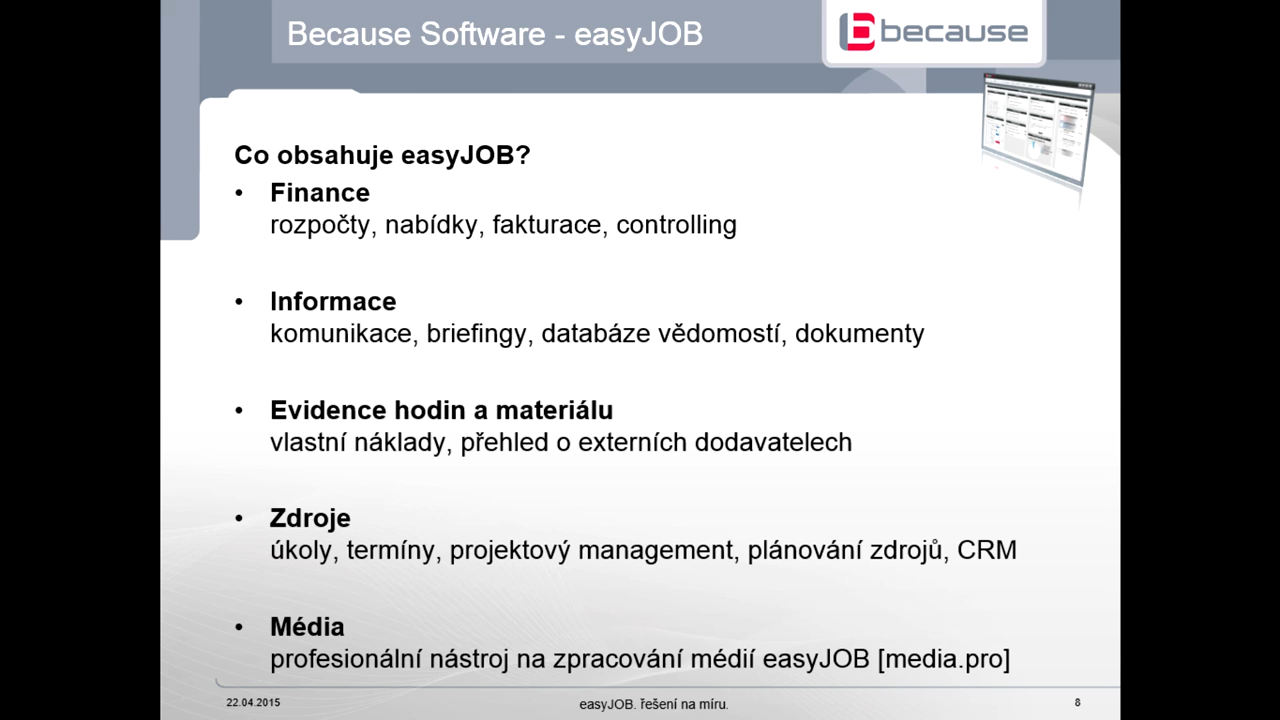 Because Software - easyJOB
because
Co obsahuje easyJOB?
• Finance
rozpočty, nabídky, fakturace, controlling
• Informace
komunikace, briefingy, databáze vědomostí, dokumenty
• Evidence hodin a materiálu
vlastní náklady, přehled o externích dodavatelech
• Zdroje
úkoly, termíny, projektový management, plánování zdrojů, CRM
• Média
profesionální nástroj na zpracování médií easyJOB [media.pro]
22.04.2015
easyJOB. řešení na míru.
8